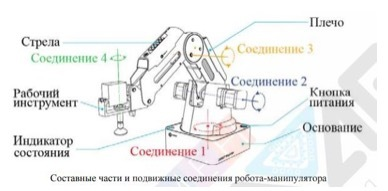 Плечо
Стрела
Соединение 4
Соединение 3
Соединение 2
Рабочий
инструмент
Кнопка
питания
Индикатор
состояния
Соединение 1
Основание
Составные части и подвижные соединения робота-манипулятора